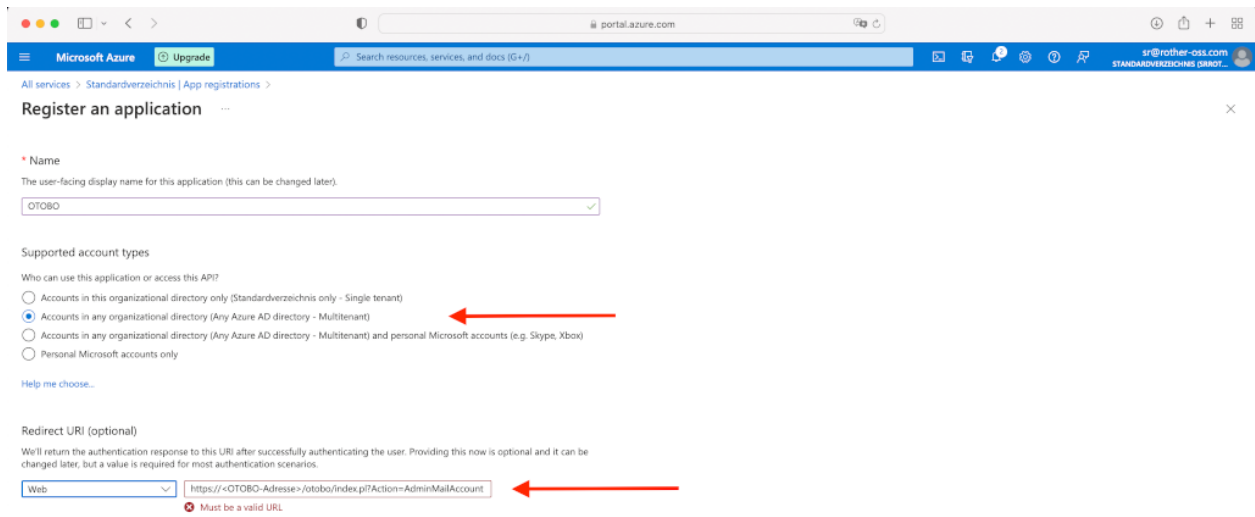 portal.azure.com
Microsoft Azure
Upgrade
Search resources, services, and docs (G+/)
2
sr@rother-oss.com
STANDARDVERZEICHNIS (SRROT...
All services > Standardverzeichnis | App registrations >
Register an application ...
* Name
The user-facing display name for this application (this can be changed later).
OTOBO
Supported account types
Who can use this application or access this API?
Accounts in this organizational directory only (Standardverzeichnis only - Single tenant)
Accounts in any organizational directory (Any Azure AD directory - Multitenant)
Accounts in any organizational directory (Any Azure AD directory - Multitenant) and personal Microsoft accounts (e.g. Skype, Xbox)
Personal Microsoft accounts only
Help me choose...
Redirect URI (optional)
We'll return the authentication response to this URI after successfully authenticating the user. Providing this now is optional and it can be
changed later, but a value is required for most authentication scenarios.
Web
https://<OTOBO-Adresse>/otobo/index.pl?Action=AdminMailAccount
Must be a valid URL